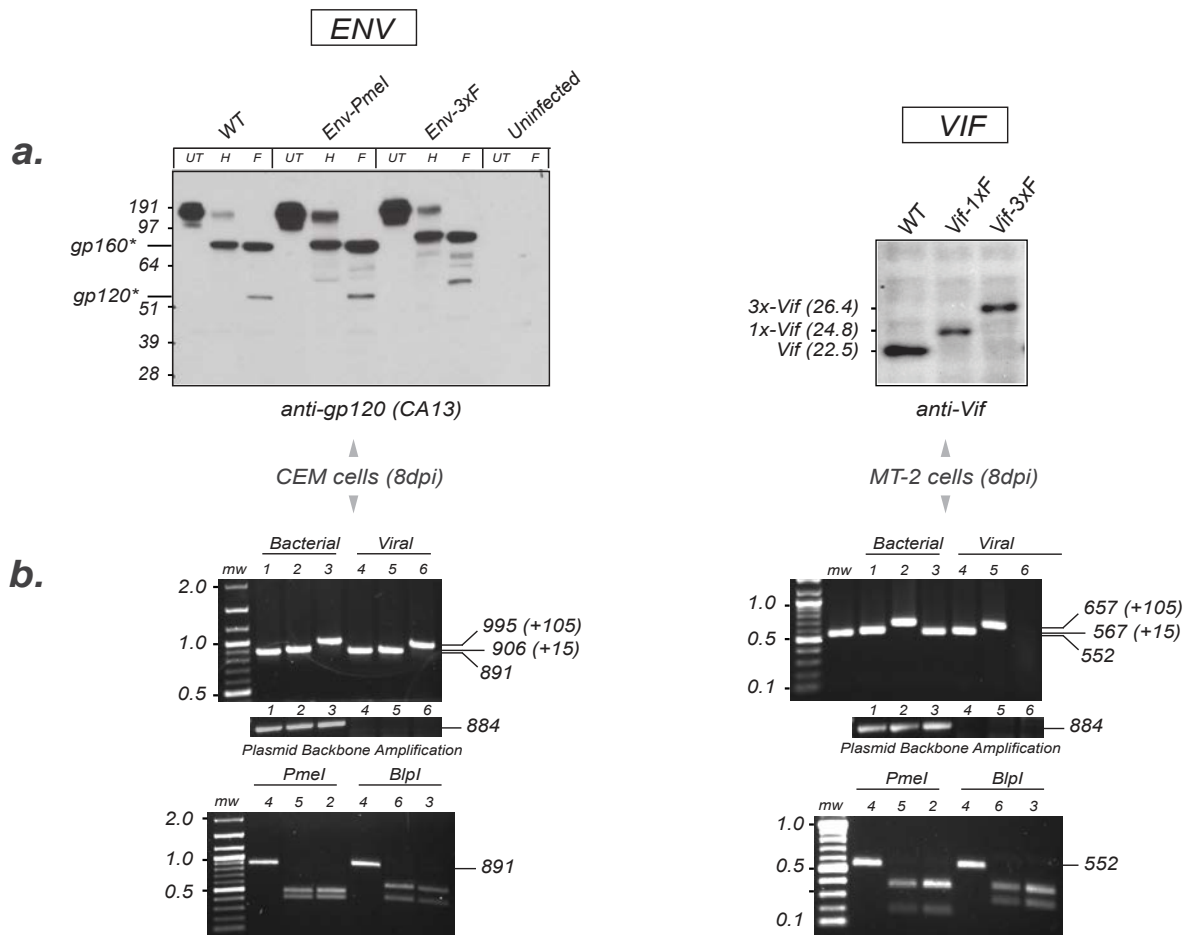 ENV
VIF
a.
WT Env-PmeI Env-3xF Uninfected
UT H F UT H F UT H F UT F
191
97
gp160*
64
gp120*
51
39
28
anti-gp120 (CA13)
WT Vif-1xF Vif-3xF
3x-Vif (26.4)
1x-Vif (24.8)
Vif (22.5)
anti-Vif
CEM cells (8dpi)
MT-2 cells (8dpi)
b.
Bacterial Viral
mw 1 2 3 4 5 6
2.0
1.0
0.5
995 (+105)
906 (+15)
891
1 2 3 4 5 6
884
Plasmid Backbone Amplification
PmeI BlpI
mw 4 5 2 4 6 3
2.0
1.0
0.5
891
Bacterial Viral
mw 1 2 3 4 5 6
1.0
0.5
0.1
657 (+105)
567 (+15)
552
1 2 3 4 5 6
884
Plasmid Backbone Amplification
PmeI BlpI
mw 4 5 2 4 6 3
1.0
0.5
0.1
552